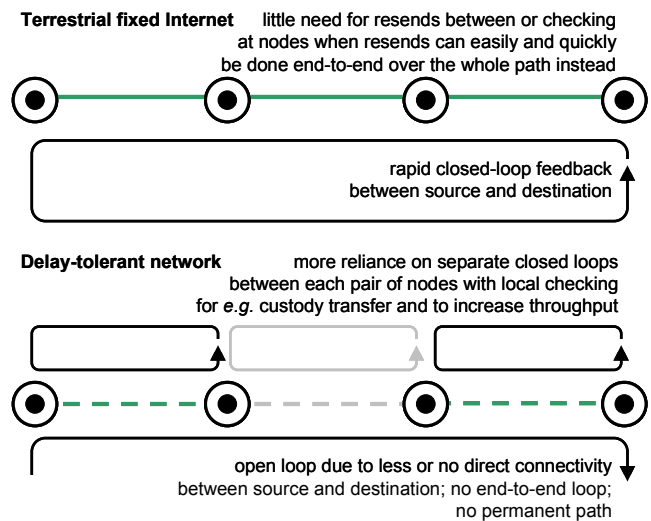 Terrestrial fixed Internet little need for resends between or checking
at nodes when resends can easily and quickly
be done end-to-end over the whole path instead
rapid closed-loop feedback
between source and destination
Delay-tolerant network more reliance on separate closed loops
between each pair of nodes with local checking
for e.g. custody transfer and to increase throughput
open loop due to less or no direct connectivity
between source and destination; no end-to-end loop;
no permanent path